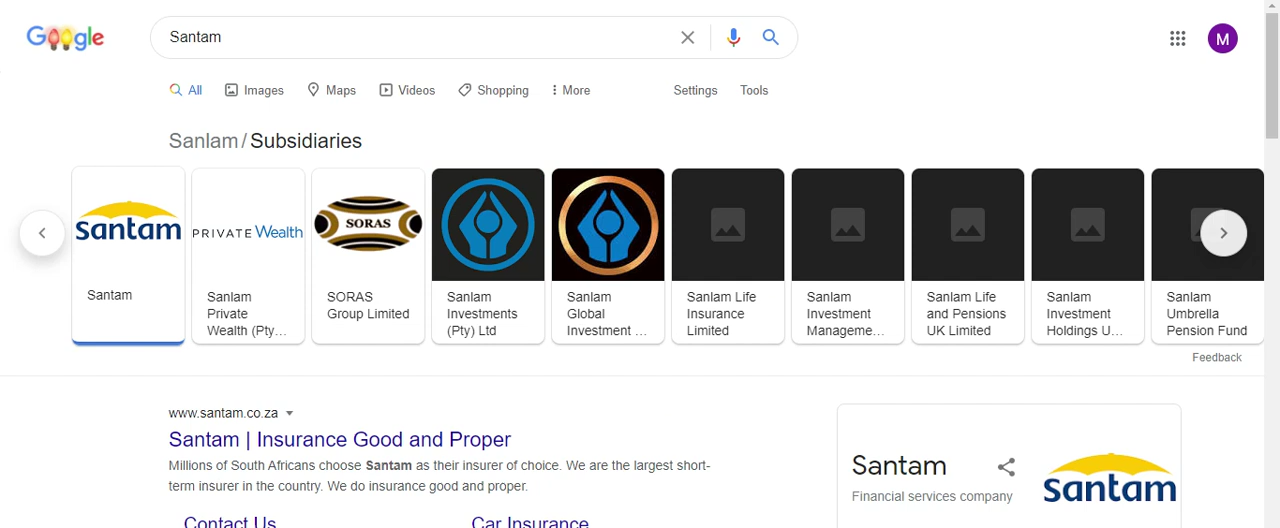 Google
Santam
All
Images
Maps
Videos
Shopping
More
Settings
Tools
M
Sanlam/Subsidiaries
santam
Santam
PRIVATE Wealth
Sanlam
Private
Wealth (Pty...
SORAS
SORAS
Group Limited
Sanlam
Investments
(Pty) Ltd
Sanlam
Global
Investment ...
Sanlam Life
Insurance
Limited
Sanlam
Investment
Manageme...
Sanlam Life
and Pensions
UK Limited
Sanlam
Investment
Holdings U...
Sanlam
Umbrella
Pension Fund
Feedback
www.santam.co.za
Santam | Insurance Good and Proper
Millions of South Africans choose Santam as their insurer of choice. We are the largest short-
term insurer in the country. We do insurance good and proper.
Contact Us
Car Insurance
Santam
Financial services company
santam